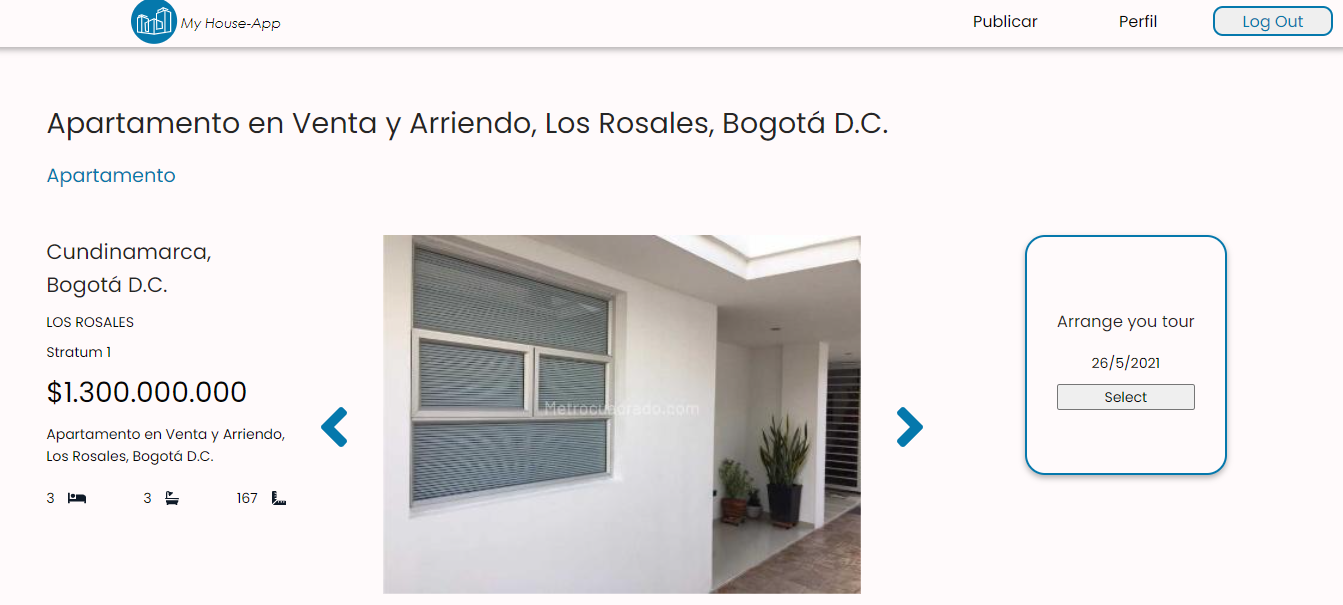 My House-App
Publicar
Perfil
Log Out
Apartamento en Venta y Arriendo, Los Rosales, Bogotá D.C.
Apartamento
Cundinamarca,
Bogotá D.C.
LOS ROSALES
Stratum 1
$1.300.000.000
Apartamento en Venta y Arriendo,
Los Rosales, Bogotá D.C.
3
3
167
Metrocuadrado.com
Arrange you tour
26/5/2021
Select